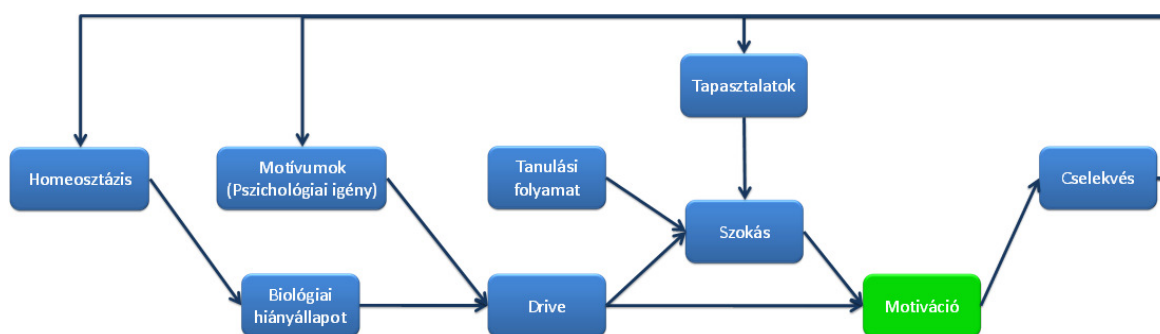 Tapasztalatok
Homeosztázis
Motívumok
(Pszichológiai igény)
Tanulási
folyamat
Cselekvés
Szokás
Biológiai
hiányállapot
Drive
Motiváció